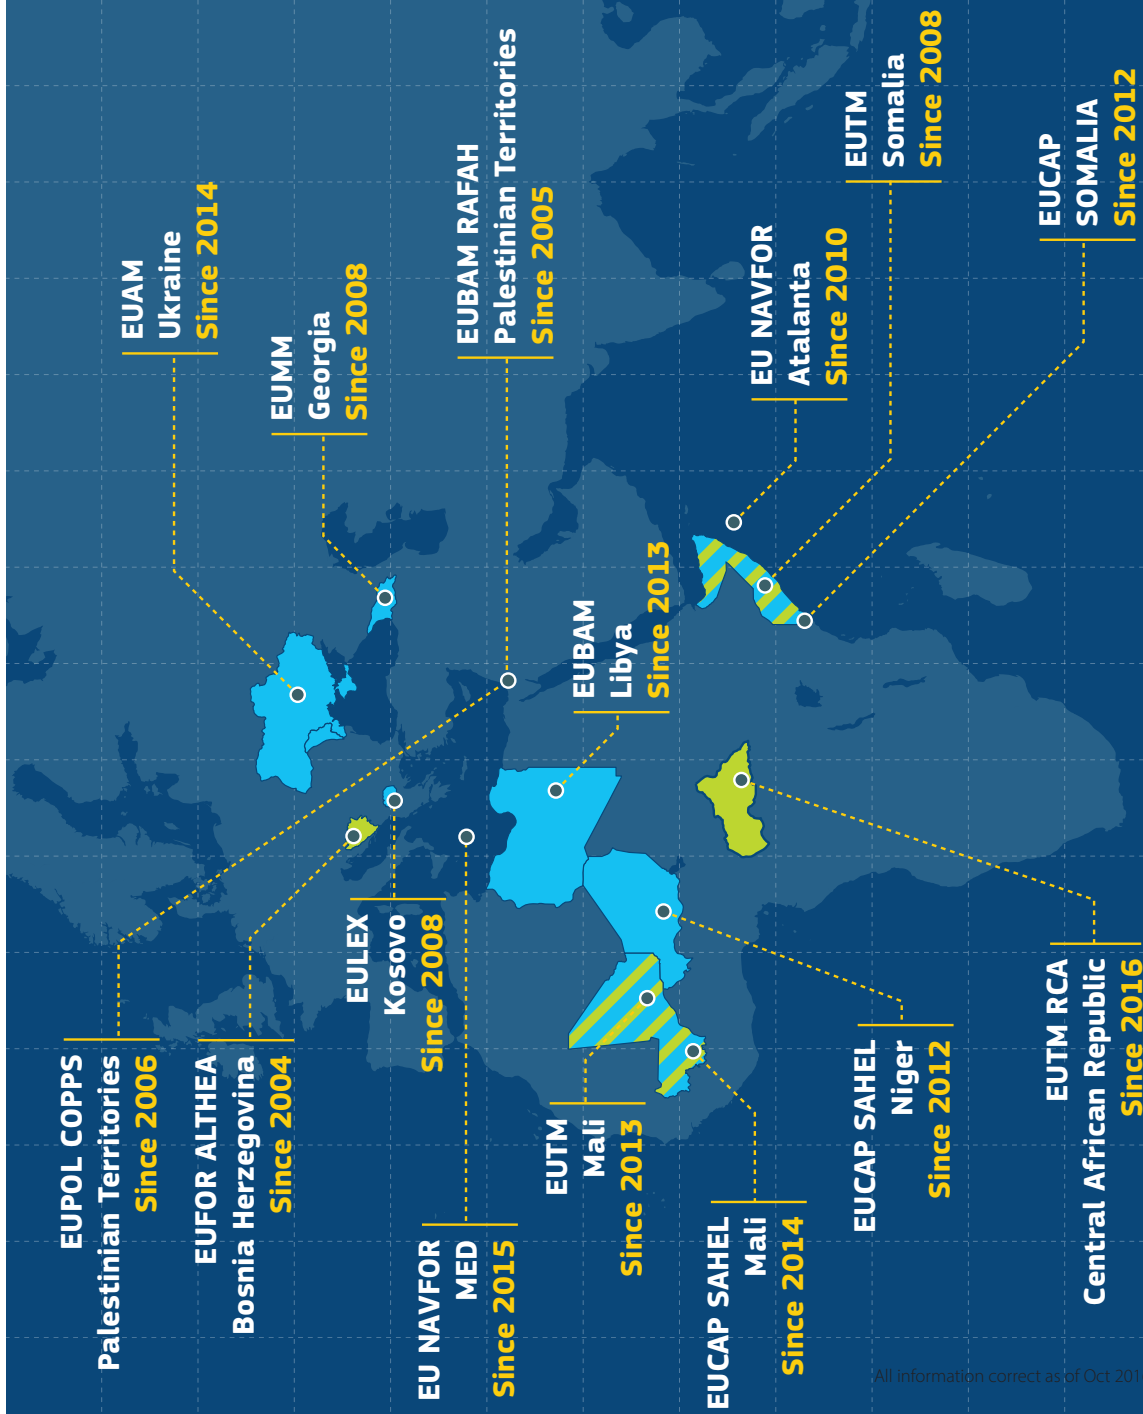 EUPOL COPPS
Palestinian Territories
Since 2006
EUFOR ALTHEA
Bosnia Herzegovina
Since 2004
EULEX
Kosovo
Since 2008
EU NAVFOR
MED
Since 2015
EUTM
Mali
Since 2013
EUCAP SAHEL
Mali
Since 2014
EUCAP SAHEL
Niger
Since 2012
EUTM RCA
Central African Republic
Since 2016
EUAM
Ukraine
Since 2014
EUMM
Georgia
Since 2008
EUBAM RAFAH
Palestinian Territories
Since 2005
EUBAM
Libya
Since 2013
EU NAVFOR
Atalanta
Since 2010
EUTM
Somalia
Since 2008
EUCAP
SOMALIA
Since 2012
All information correct as of Oct 201